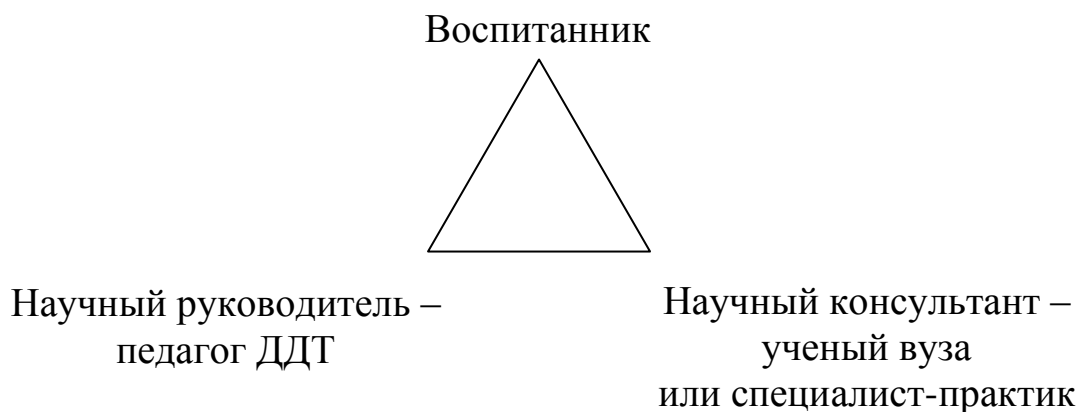 Воспитанник
Научный руководитель –
педагог ДДТ
Научный консультант –
ученый вуза
или специалист-практик